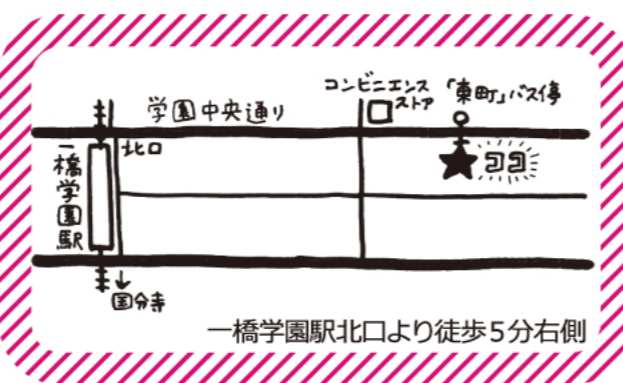 コンビニエンス
ストア
「東町」バス停
学園中央通り
北口
一橋学園駅
ココ
国分寺
一橋学園駅北口より徒歩5分右側